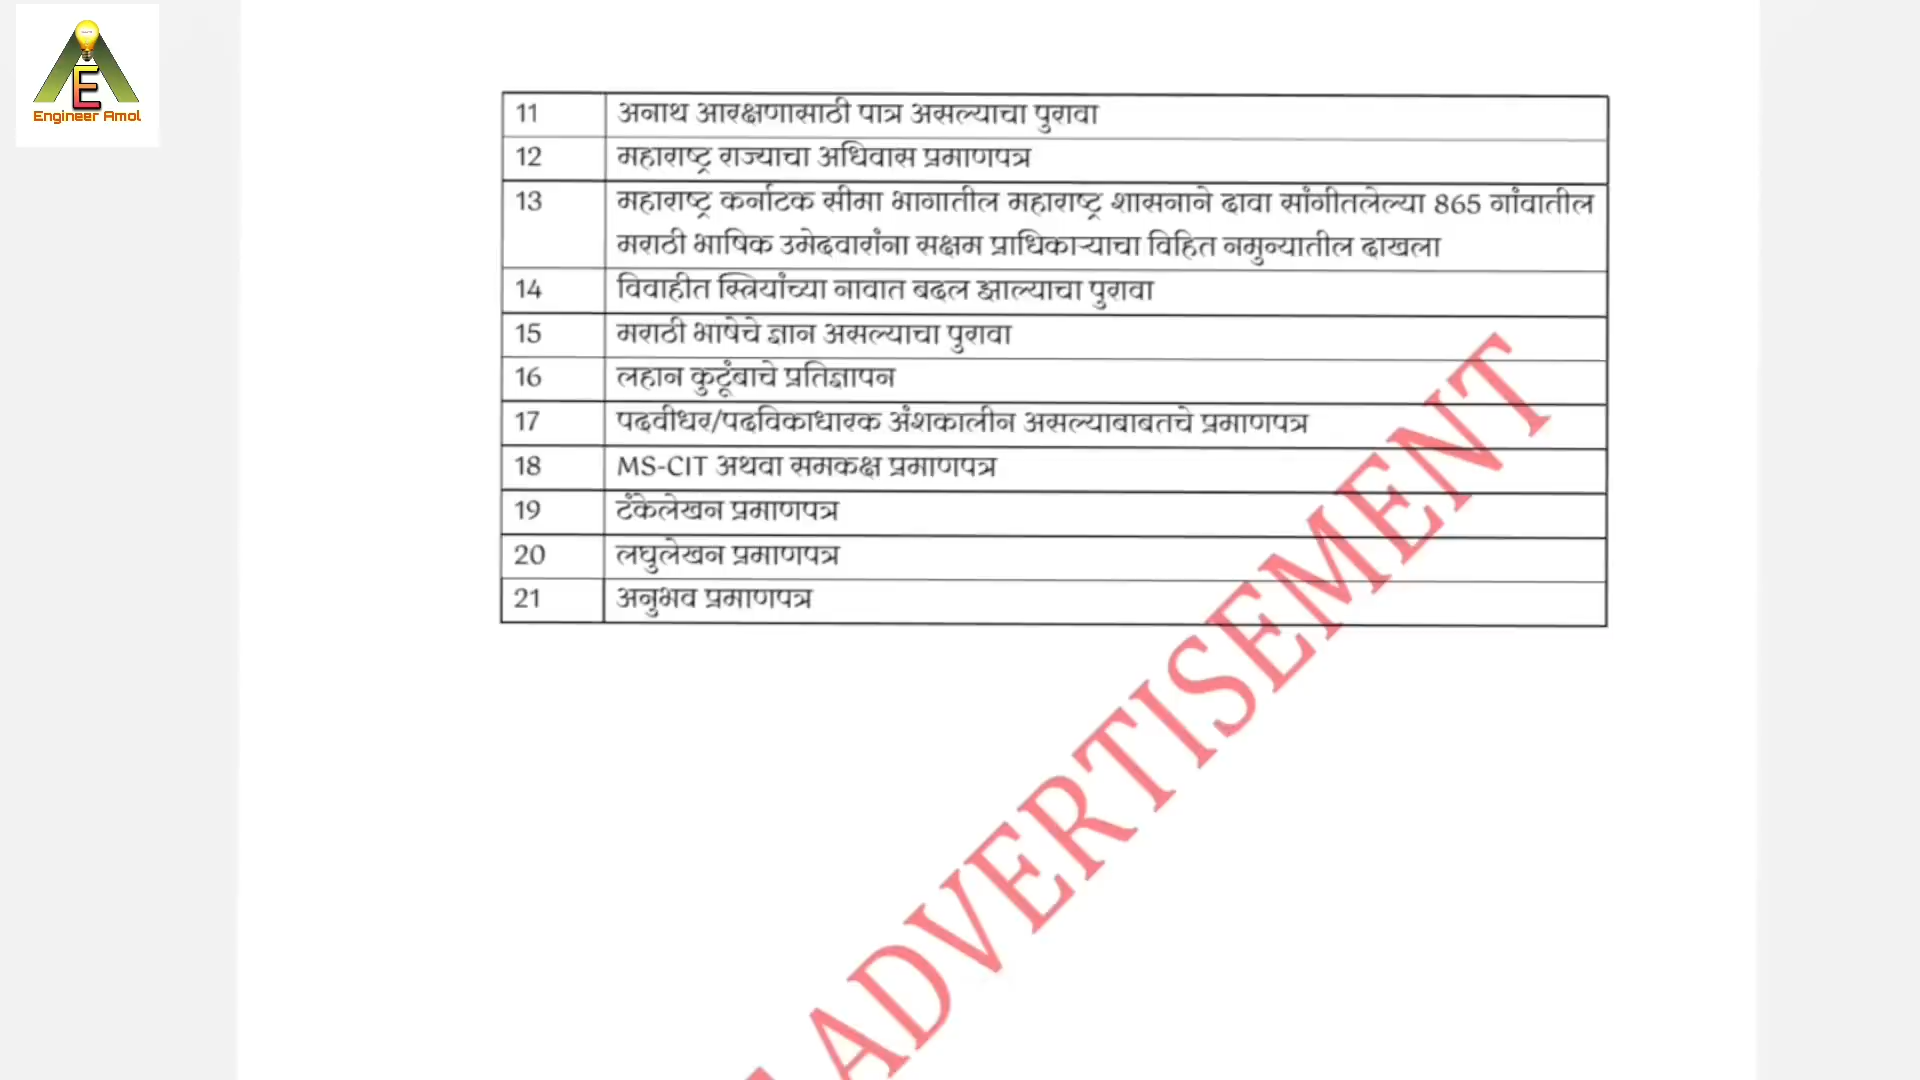 Engineer Amol
11 अनाथ आरक्षणासाठी पात्र असल्याचा पुरावा
12 महाराष्ट्र राज्याचा अधिवास प्रमाणपत्र
13 महाराष्ट्र कर्नाटक सीमा भागातील महाराष्ट्र शासनाने दावा सांगीतलेल्या 865 गांवातील
मराठी भाषिक उमेदवारांना सक्षम प्राधिकाऱ्याचा विहित नमुन्यातील दाखला
14 विवाहीत स्त्रियांच्या नावात बदल झाल्याचा पुरावा
15 मराठी भाषेचे ज्ञान असल्याचा पुरावा
16 लहान कुटूंबाचे प्रतिज्ञापन
17 पदवीधर/पदविकाधारक अंशकालीन असल्याबाबतचे प्रमाणपत्र
18 MS-CIT अथवा समकक्ष प्रमाणपत्र
19 टंकलेखन प्रमाणपत्र
20 लघुलेखन प्रमाणपत्र
21 अनुभव प्रमाणपत्र
ADVERTISEMENT